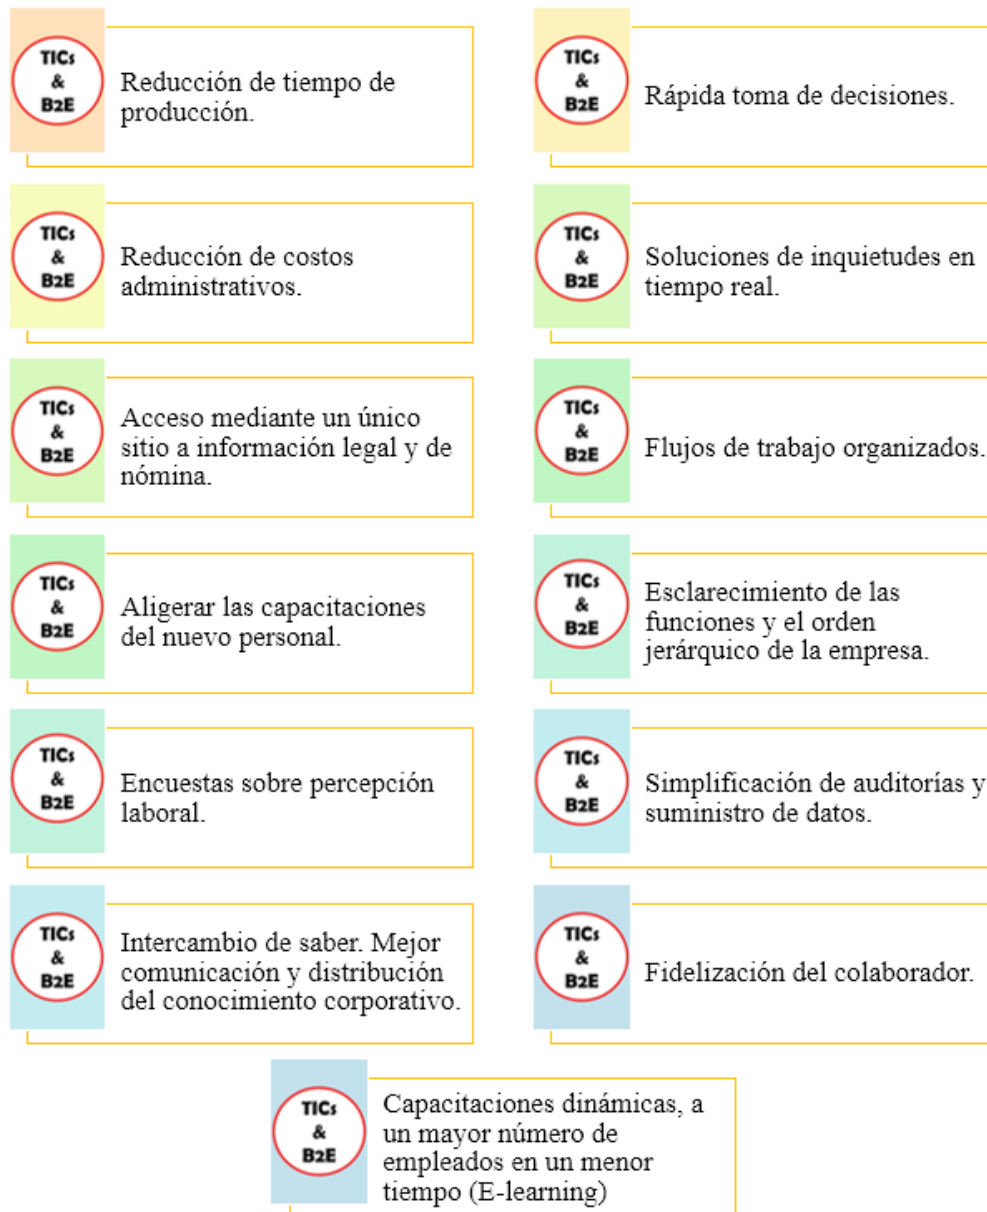 TICs
&
B2E
Reducción de tiempo de
producción.
TICs
&
B2E
Rápida toma de decisiones.
TICs
&
B2E
Reducción de costos
administrativos.
TICs
&
B2E
Soluciones de inquietudes en
tiempo real.
TICs
&
B2E
Acceso mediante un único
sitio a información legal y de
nómina.
TICs
&
B2E
Flujos de trabajo organizados.
TICs
&
B2E
Aligerar las capacitaciones
del nuevo personal.
TICs
&
B2E
Esclarecimiento de las
funciones y el orden
jerárquico de la empresa.
TICs
&
B2E
Encuestas sobre percepción
laboral.
TICs
&
B2E
Simplificación de auditorías y
suministro de datos.
TICs
&
B2E
Intercambio de saber. Mejor
comunicación y distribución
del conocimiento corporativo.
TICs
&
B2E
Fidelización del colaborador.
TICs
&
B2E
Capacitaciones dinámicas, a
un mayor número de
empleados en un menor
tiempo (E-learning)